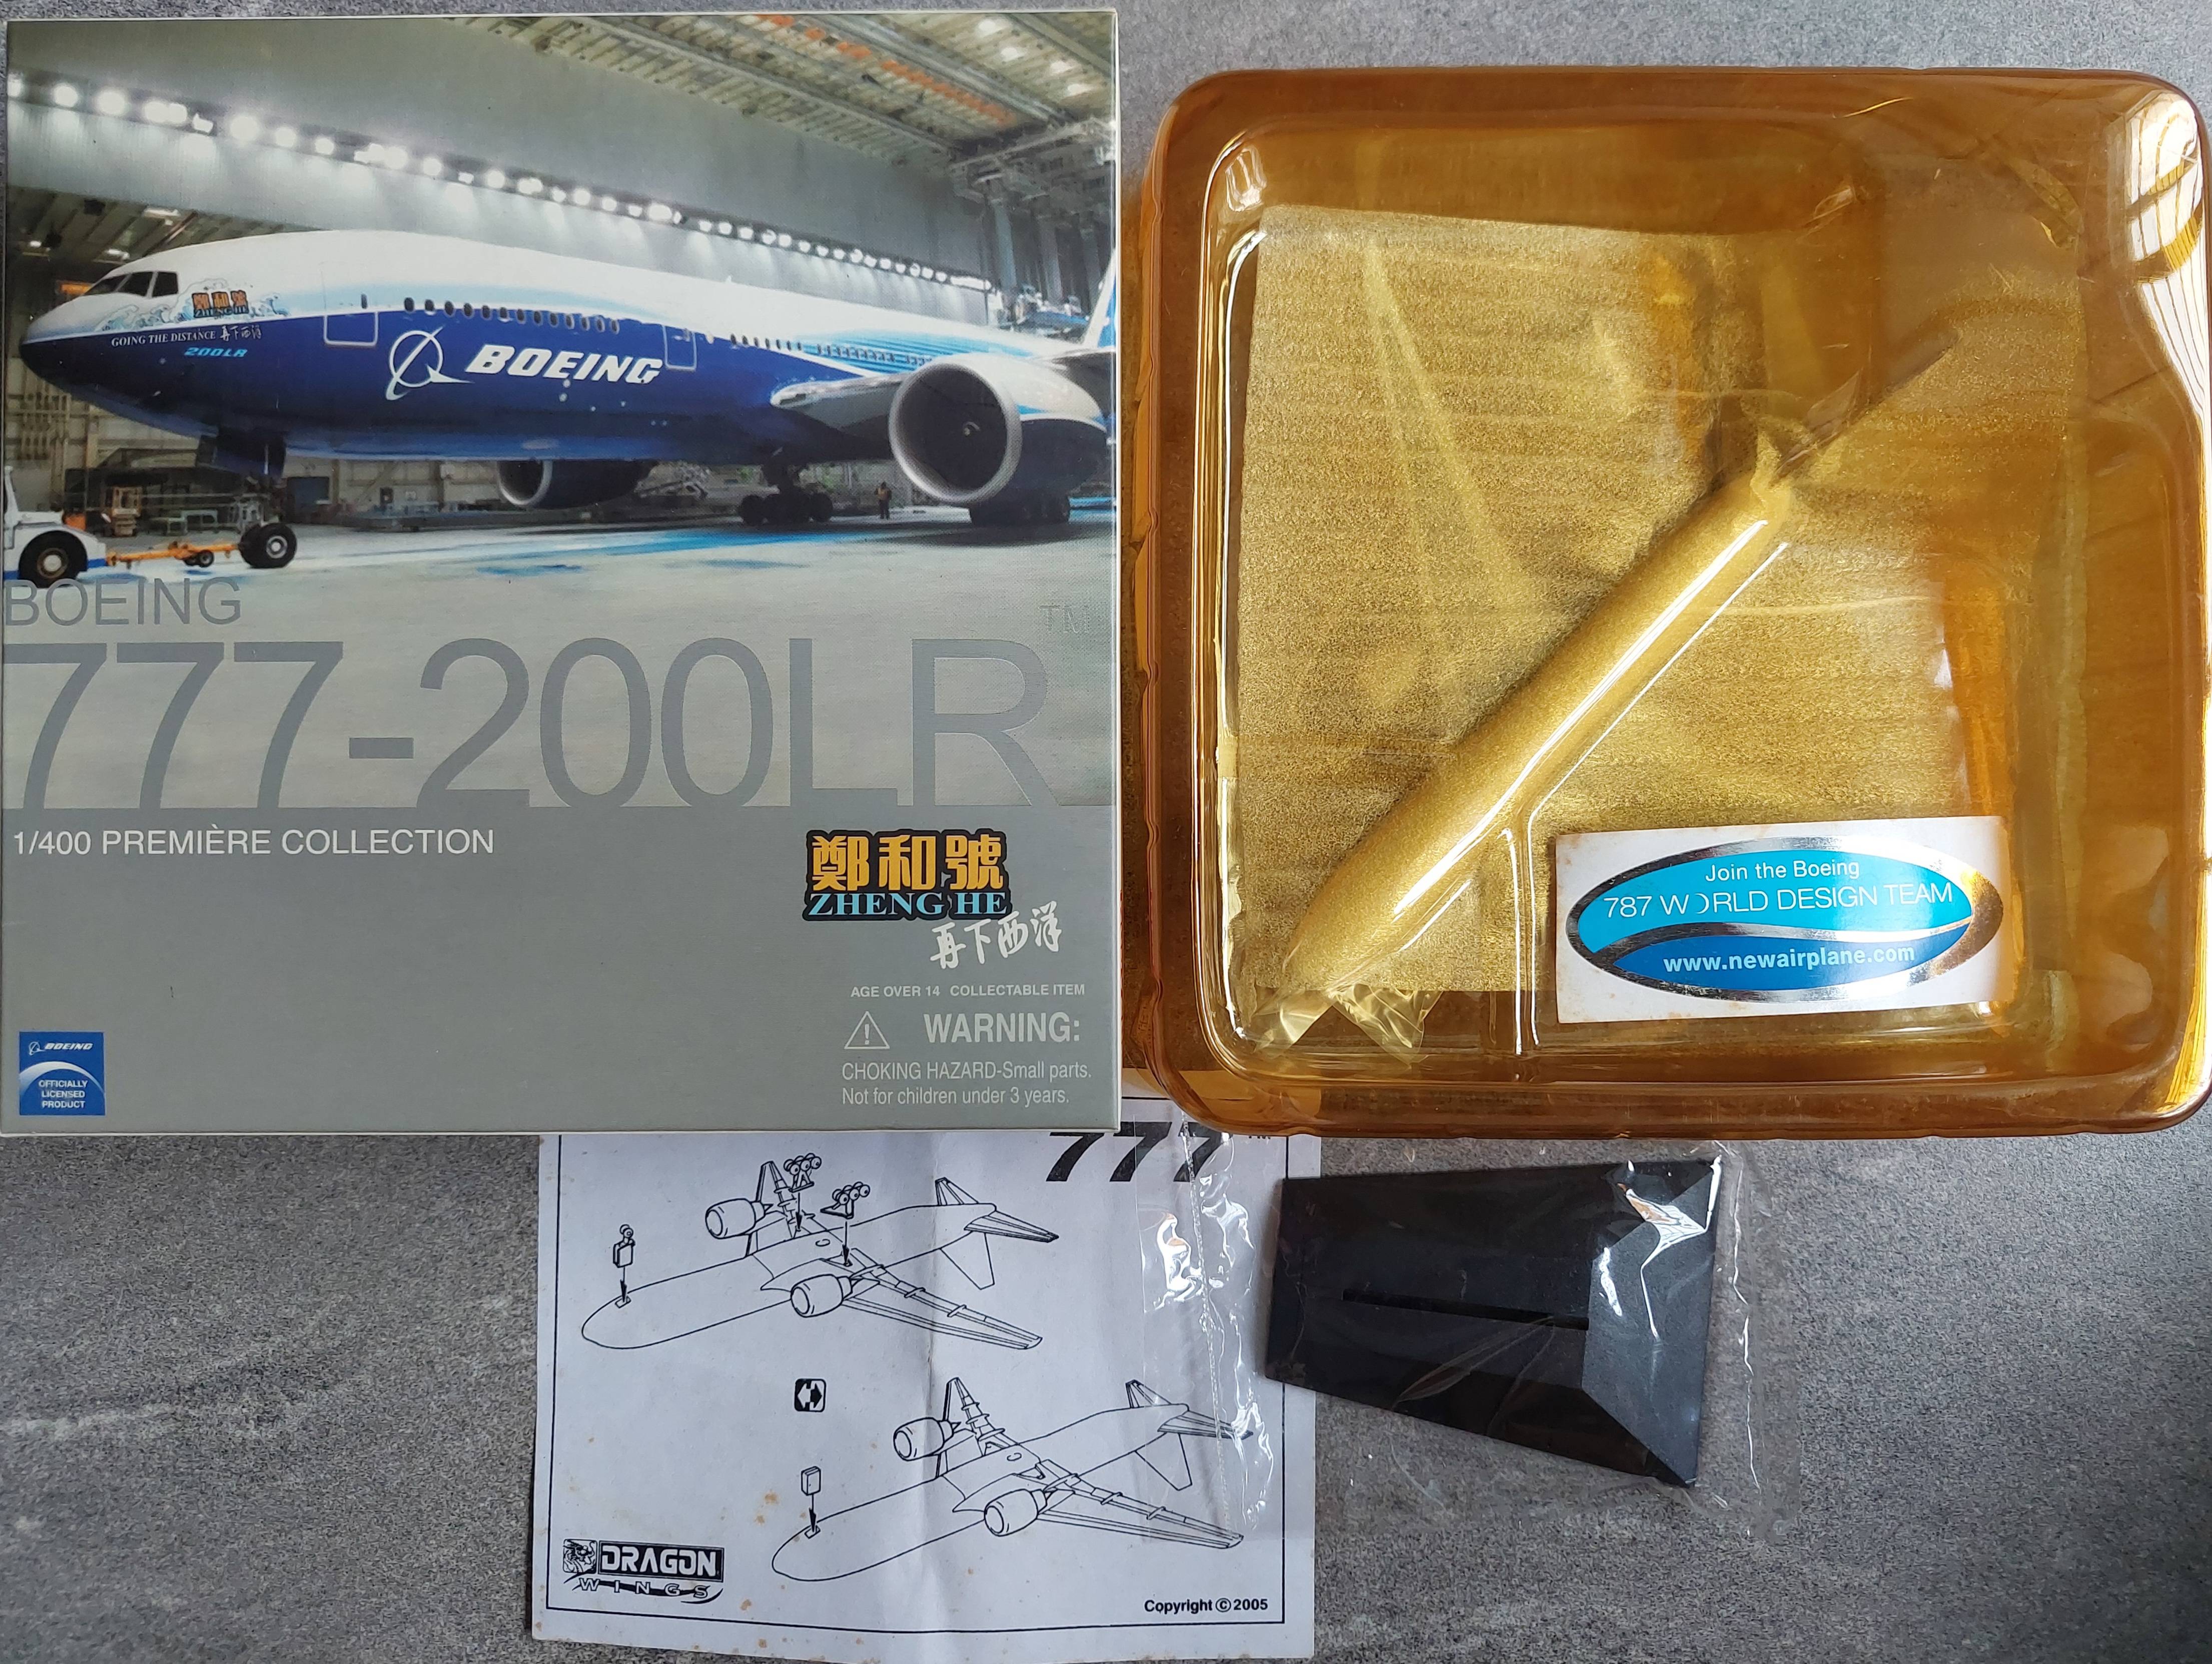 鄭和號
ZHENG HE
GOING THE DISTANCE 再下西洋
200LR
BOEING
BOEING
777-200LR™
1/400 PREMIÈRE COLLECTION
鄭和號
ZHENG HE
再下西洋
AGE OVER 14 COLLECTABLE ITEM
WARNING:
CHOKING HAZARD-Small parts.
Not for children under 3 years.
BOEING
OFFICIALLY
LICENSED
PRODUCT
Join the Boeing
787 WORLD DESIGN TEAM
www.newairplane.com
777™
DRAGON
WINGS
Copyright © 2005